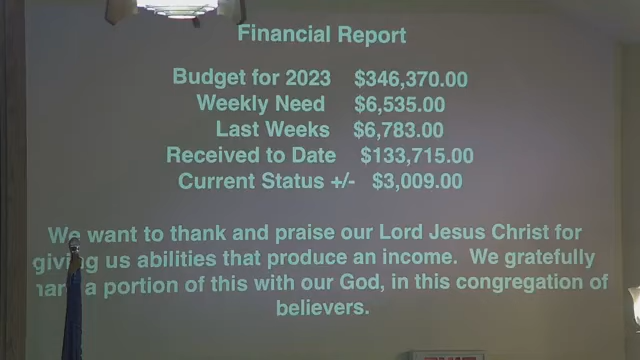 Financial Report
Budget for 2023 $346,370.00
Weekly Need $6,535.00
Last Weeks $6,783.00
Received to Date $133,715.00
Current Status +/- $3,009.00
We want to thank and praise our Lord Jesus Christ for
giving us abilities that produce an income. We gratefully
a portion of this with our God, in this congregation of
believers.